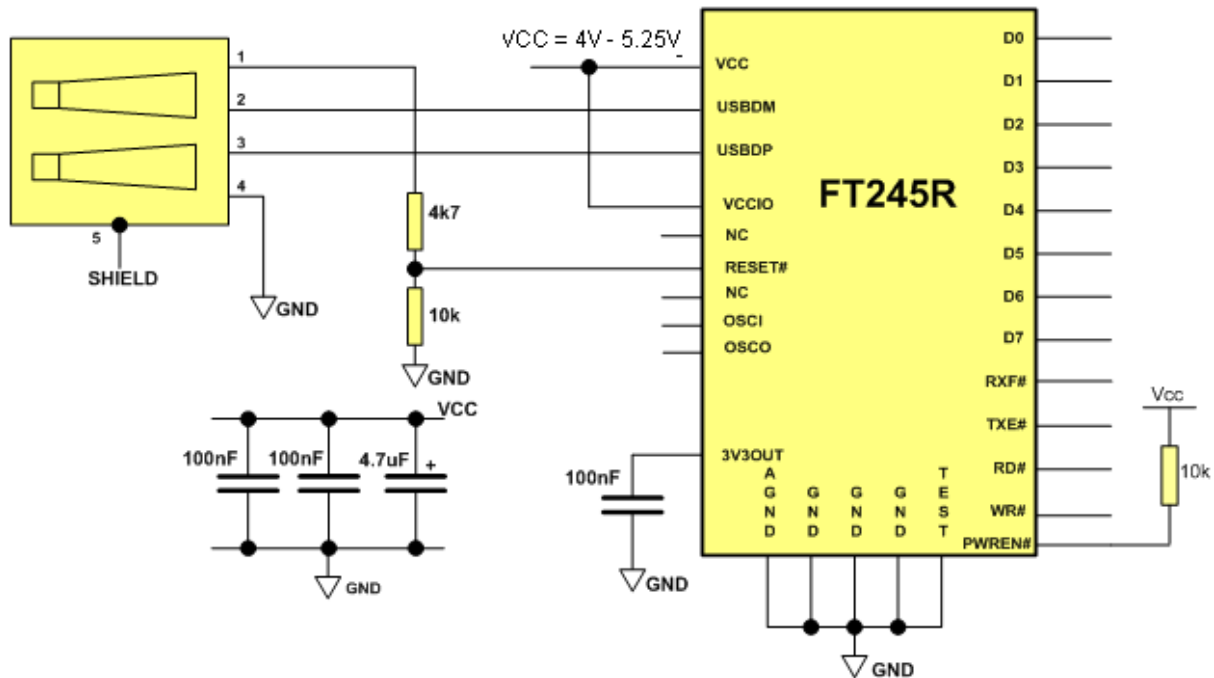 VCC = 4V - 5.25V
1
2
3
4
5
SHIELD
GND
4k7
10k
GND
VCC
100nF
100nF
4.7uF
+
GND
100nF
GND
FT245R
VCC
USBDM
USBDP
VCCIO
NC
RESET#
NC
OSCI
OSCO
3V3OUT
AGND
GND
GND
GND
TEST
D0
D1
D2
D3
D4
D5
D6
D7
RXF#
TXE#
RD#
WR#
PWREN#
GND
Vcc
10k